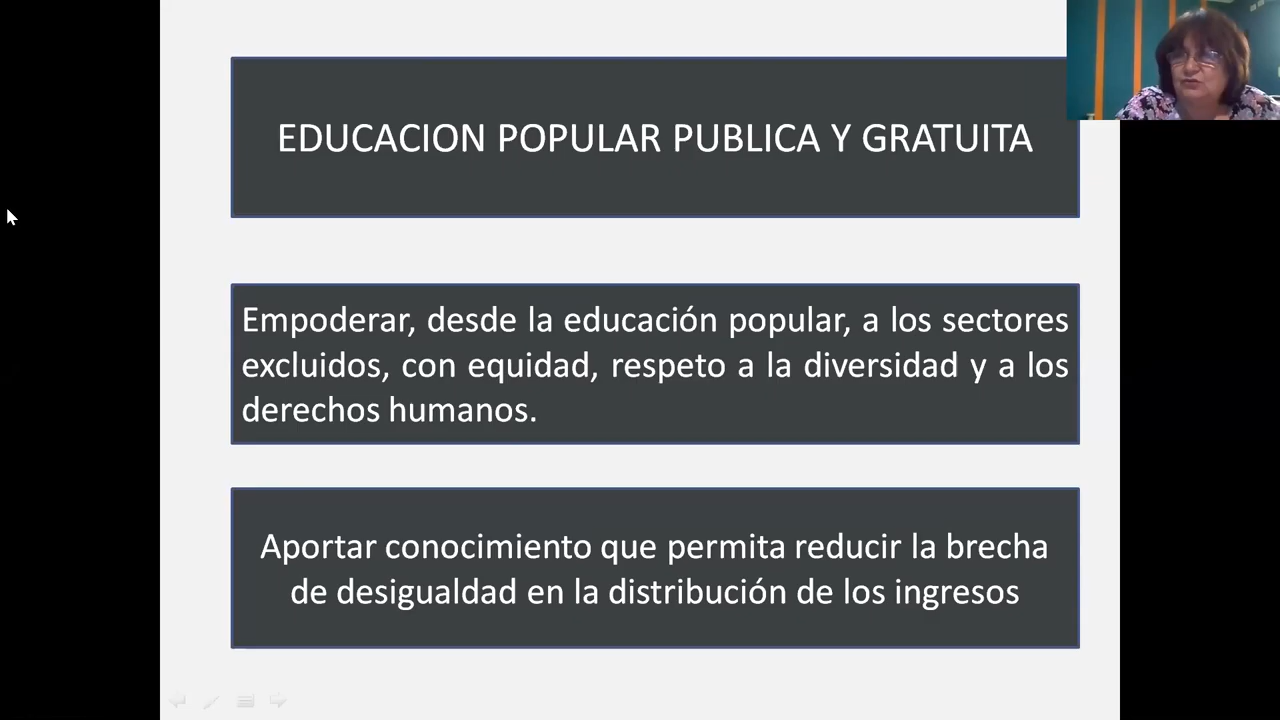 EDUCACION POPULAR PUBLICA Y GRATUITA
Empoderar, desde la educación popular, a los sectores
excluidos, con equidad, respeto a la diversidad y a los
derechos humanos.
Aportar conocimiento que permita reducir la brecha
de desigualdad en la distribución de los ingresos